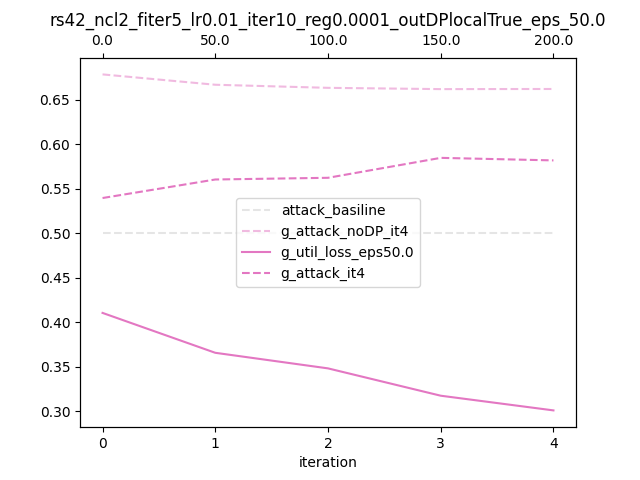 rs42_ncl2_fiter5_lr0.01_iter10_reg0.0001_outDPlocalTrue_eps_50.0
0.0 50.0 100.0 150.0 200.0
0.65
0.60
0.55
0.50
0.45
0.40
0.35
0.30
attack_basiline
g_attack_noDP_it4
g_util_loss_eps50.0
g_attack_it4
0 1 2 3 4
iteration